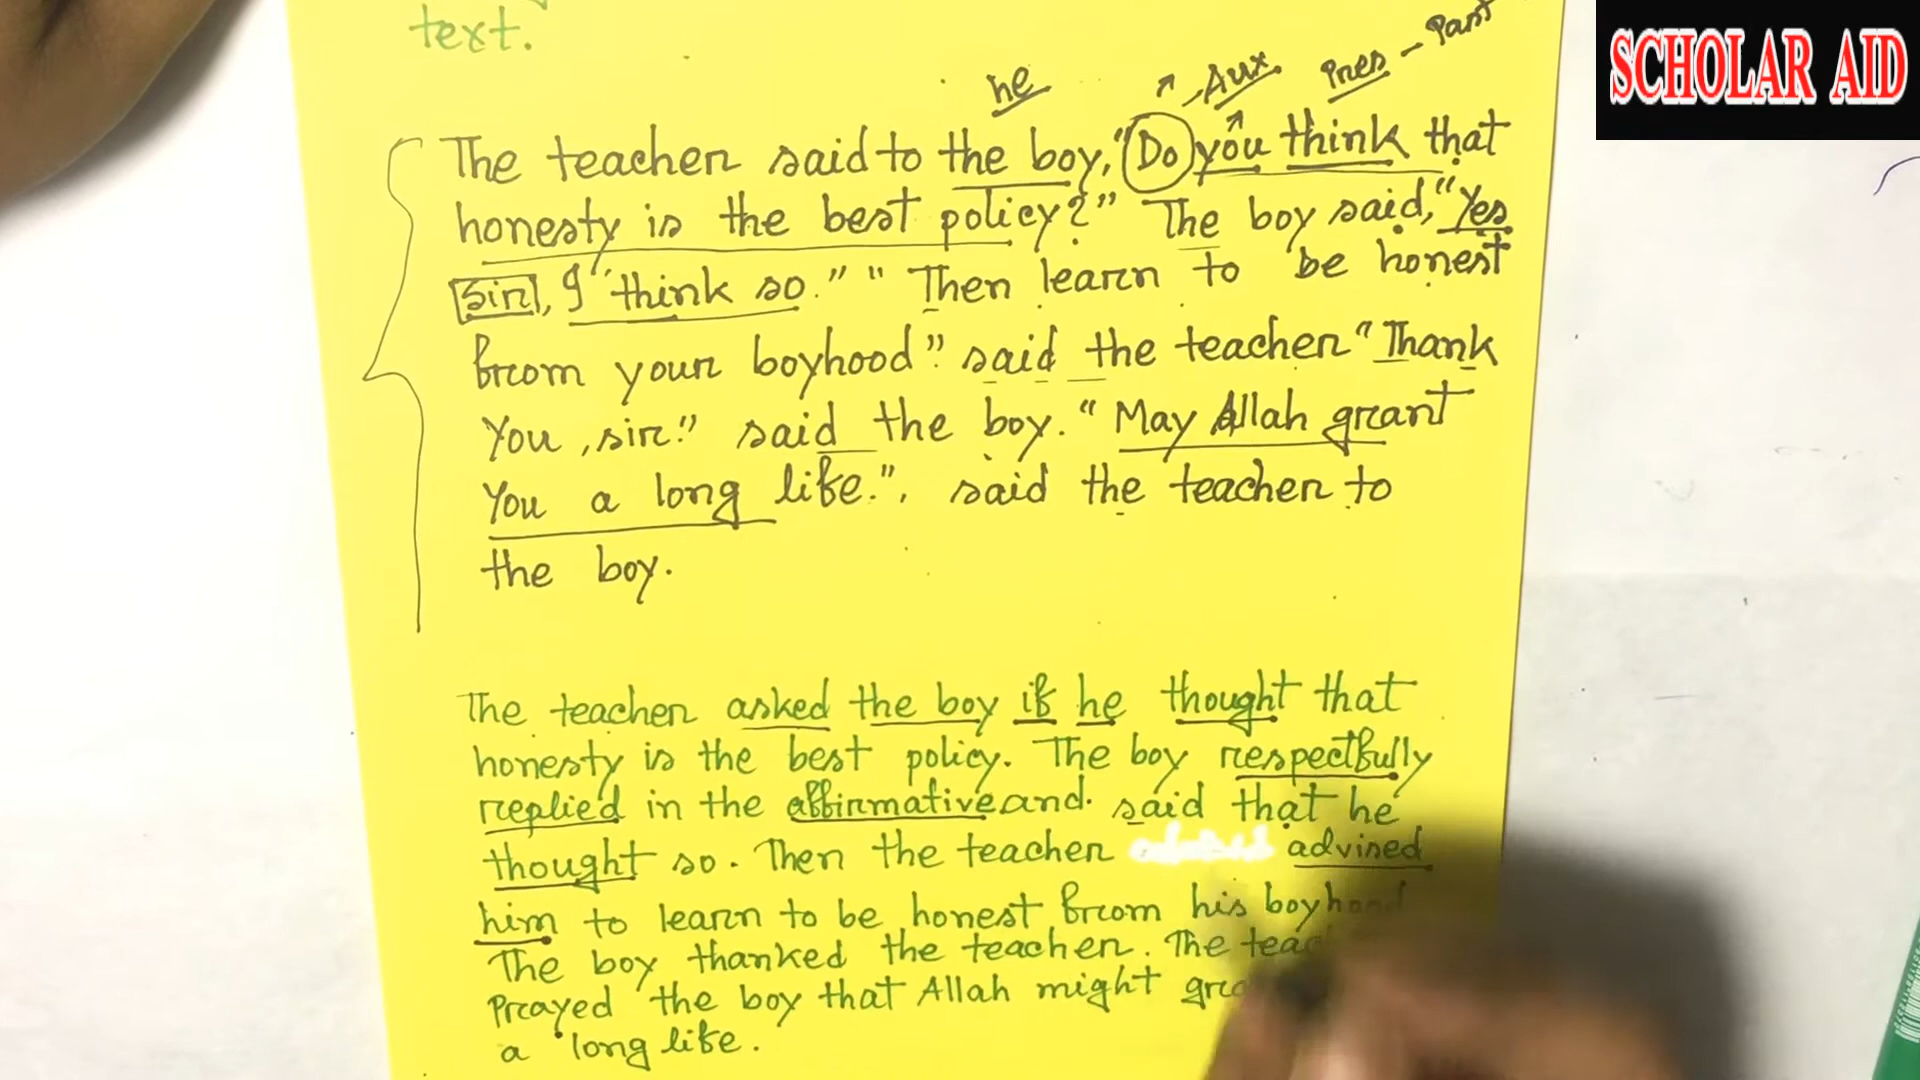 text.
SCHOLAR AID
he
Aux
Pres - Past
The teacher said to the boy, "Do you think that
honesty is the best policy?" The boy said, "Yes
sir, I think so." "Then learn to be honest
from your boyhood" said the teacher "Thank
You, sir." said the boy. "May Allah grant
You a long life.", said the teacher to
the boy.
The teacher asked the boy if he thought that
honesty is the best policy. The boy respectfully
replied in the affirmative and said that he
thought so. Then the teacher advised
him to learn to be honest from his boyhood
The boy thanked the teacher. The
Prayed the boy that Allah might
a long life.